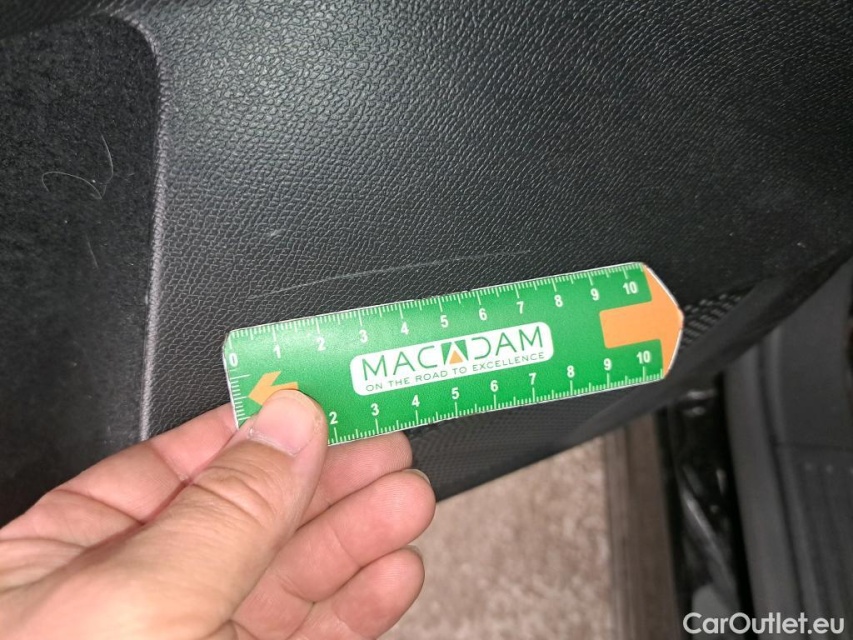 0 1 2 3 4 5 6 7 8 9 10
MACADAM
ON THE ROAD TO EXCELLENCE
2 3 4 5 6 7 8 9 10
CarOutlet.eu